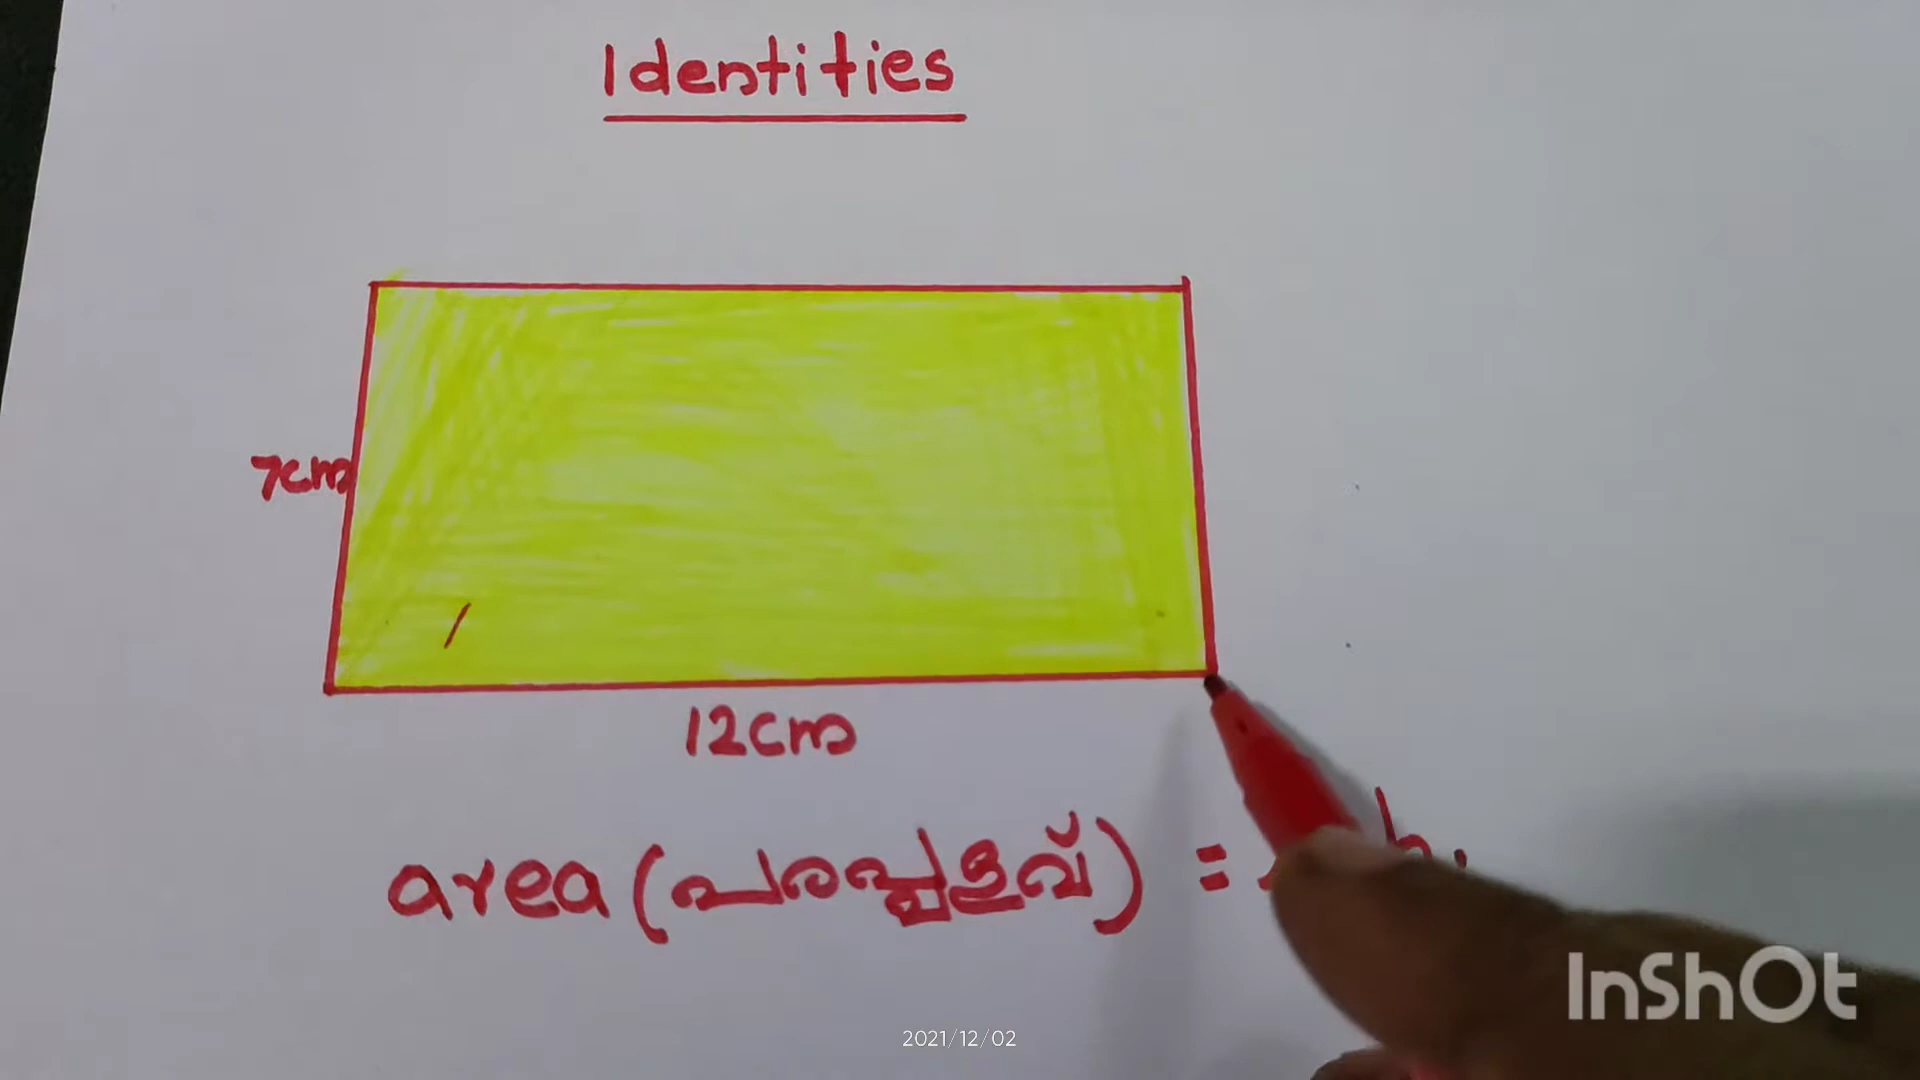 Identities
7cm
12cm
area (പരപ്പളവ്) =
InShOt
2021/12/02